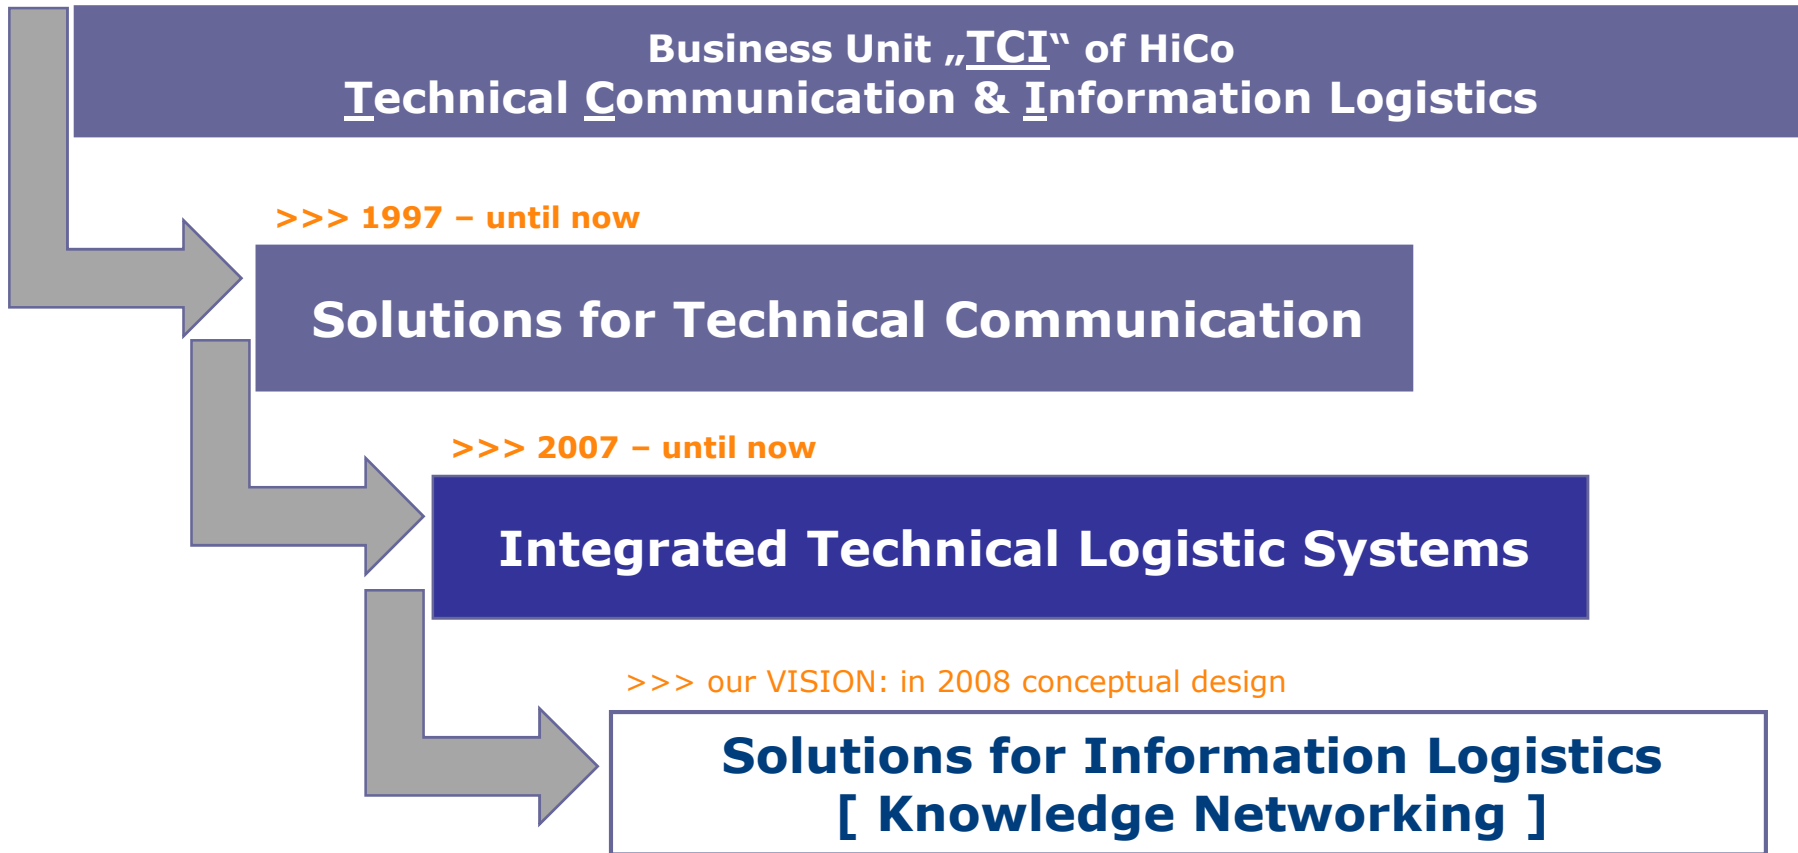 Business Unit „TCI“ of HiCo
Technical Communication & Information Logistics
>>> 1997 – until now
Solutions for Technical Communication
>>> 2007 – until now
Integrated Technical Logistic Systems
>>> our VISION: in 2008 conceptual design
Solutions for Information Logistics
[ Knowledge Networking ]